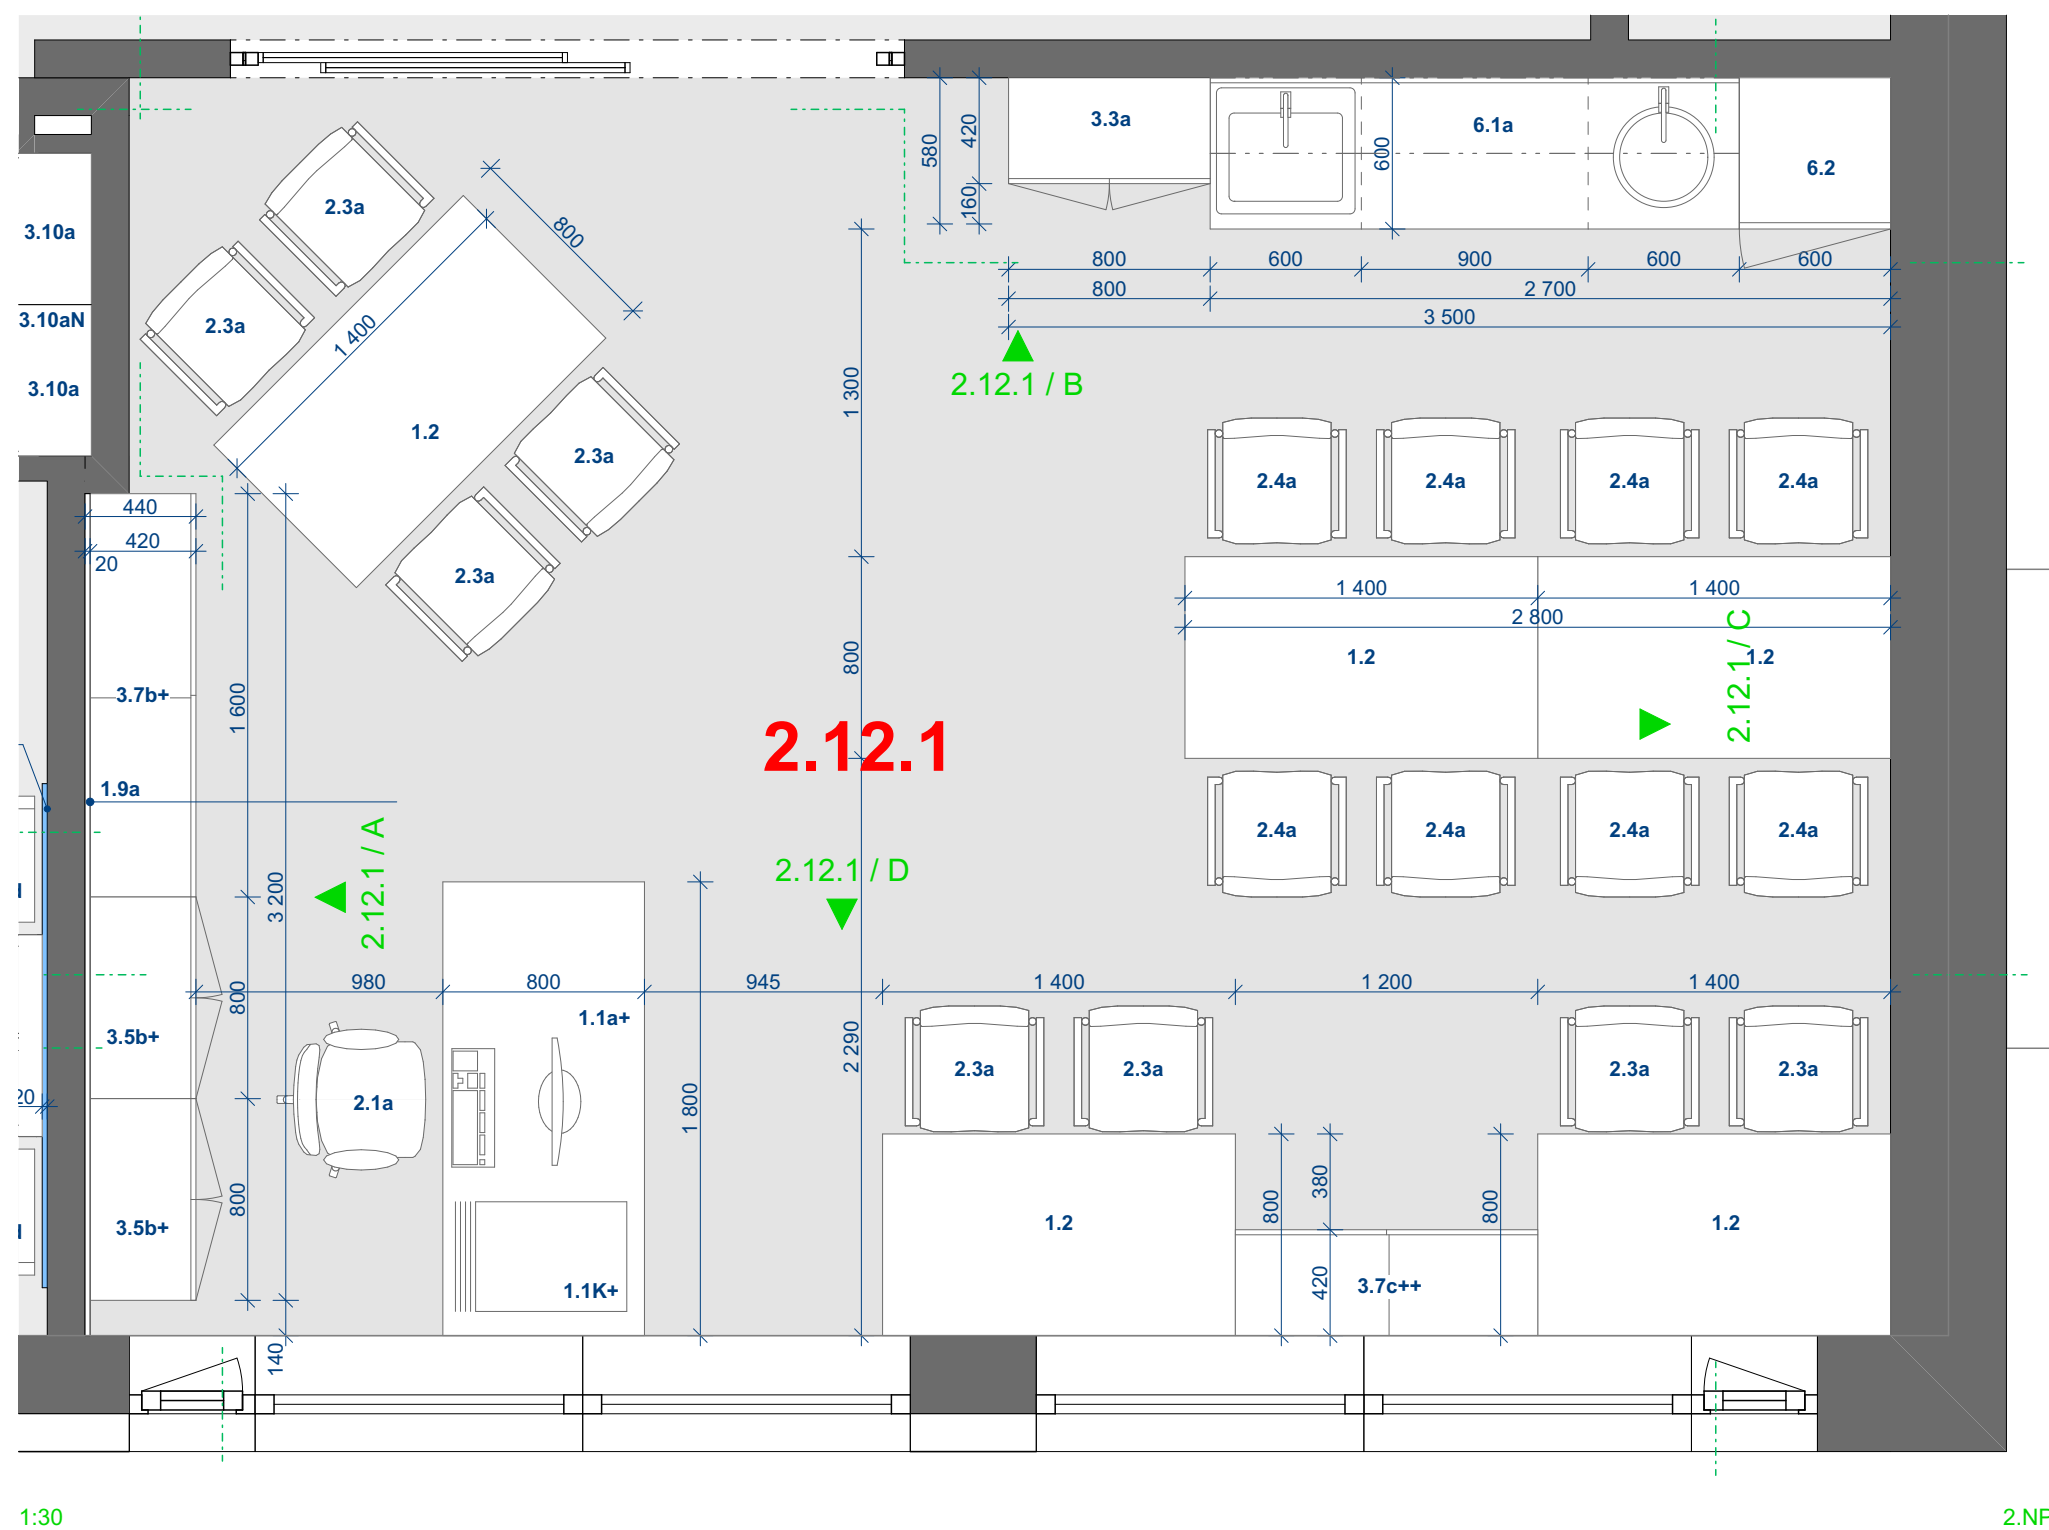 3.3a
6.1a
6.2
580
420
160
600
2.3a
800
3.10a
2.3a
3.10aN
1 400
3.10a
800
600
900
600
600
800
2 700
3 500
2.12.1 / B
1 300
1.2
2.3a
2.4a
2.4a
2.4a
2.4a
440
420
20
2.3a
1 400
1 400
2 800
1.2
1.2
2.12.1 / C
800
3.7b+
1 600
2.12.1
1.9a
2.12.1 / A
2.12.1 / D
2.4a
2.4a
2.4a
2.4a
3 200
980
800
945
1 400
1 200
1 400
800
1.1a+
3.5b+
2 290
2.3a
2.3a
2.3a
2.3a
20
2.1a
1 800
800
3.5b+
800
380
800
1.2
1.2
420
3.7c++
1.1K+
140
1:30
2.NP